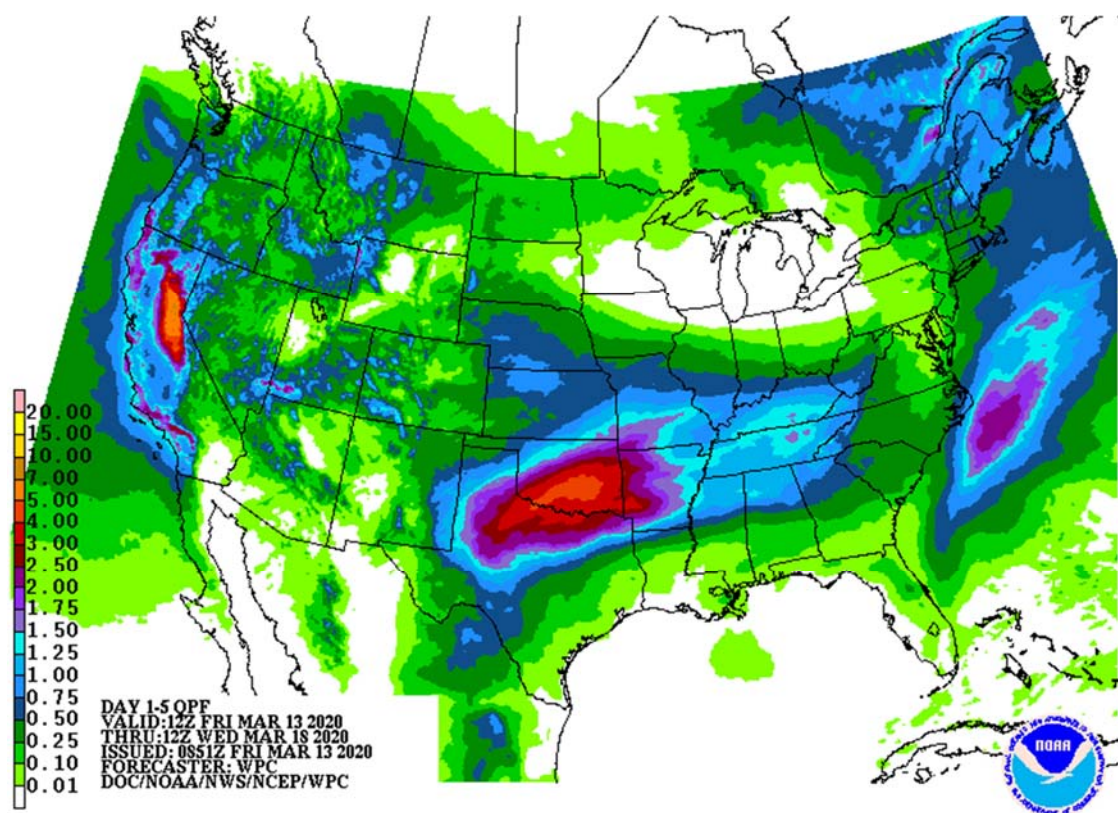 20.00
15.00
10.00
7.00
5.00
4.00
3.00
2.50
2.00
1.75
1.50
1.25
1.00
0.75
0.50
0.25
0.10
0.01
DAY 1-5 QPF
VALID:12Z FRI MAR 13 2020
THRU:12Z WED MAR 18 2020
ISSUED: 0851Z FRI MAR 13 2020
FORECASTER: WPC
DOC/NOAA/NWS/NCEP/WPC
NOAA